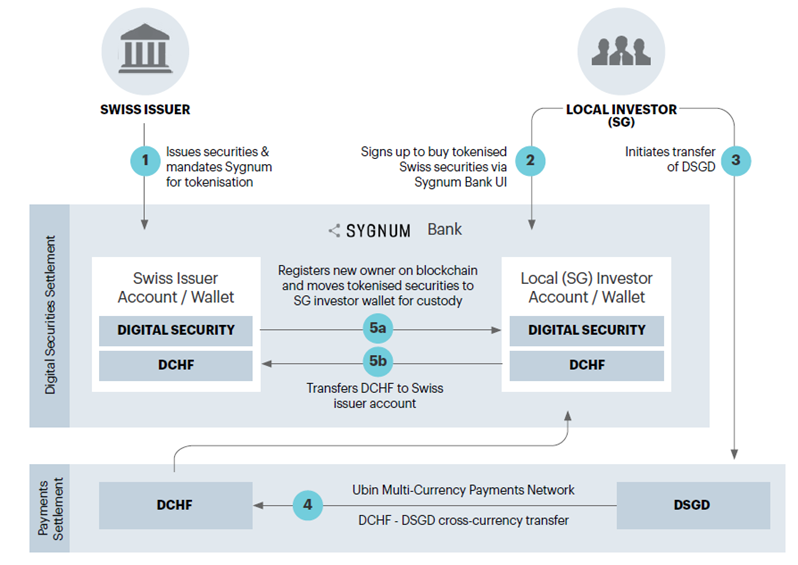 SWISS ISSUER
LOCAL INVESTOR
(SG)
1
Issues securities &
mandates Sygnum
for tokenisation
Signs up to buy tokenised
Swiss securities via
Sygnum Bank UI
2
Initiates transfer
of DSGD
3
Digital Securities Settlement
SYGNUM Bank
Swiss Issuer
Account / Wallet
DIGITAL SECURITY
DCHF
Registers new owner on blockchain
and moves tokenised securities to
SG investor wallet for custody
5a
5b
Transfers DCHF to Swiss
issuer account
Local (SG) Investor
Account / Wallet
DIGITAL SECURITY
DCHF
Payments
Settlement
DCHF
4
Ubin Multi-Currency Payments Network
DCHF - DSGD cross-currency transfer
DSGD